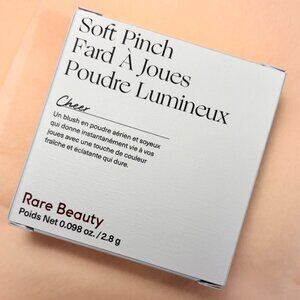 Soft Pinch
Fard À Joues
Poudre Lumineux
Cheer
Un blush en poudre aérien et soyeux
qui donne instantanément vie à vos
joues avec une touche de couleur
fraîche et éclatante qui dure.
Rare Beauty
Poids Net 0.098 oz. / 2.8 g